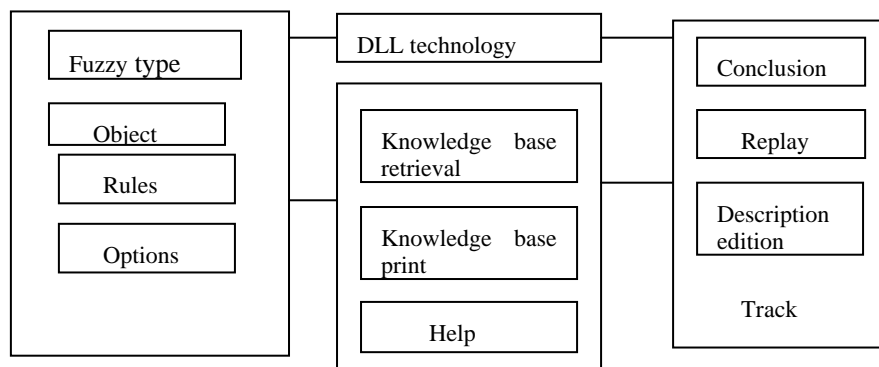 Fuzzy type
Object
Rules
Options
DLL technology
Knowledge base
retrieval
Knowledge base
print
Help
Conclusion
Replay
Description
edition
Track